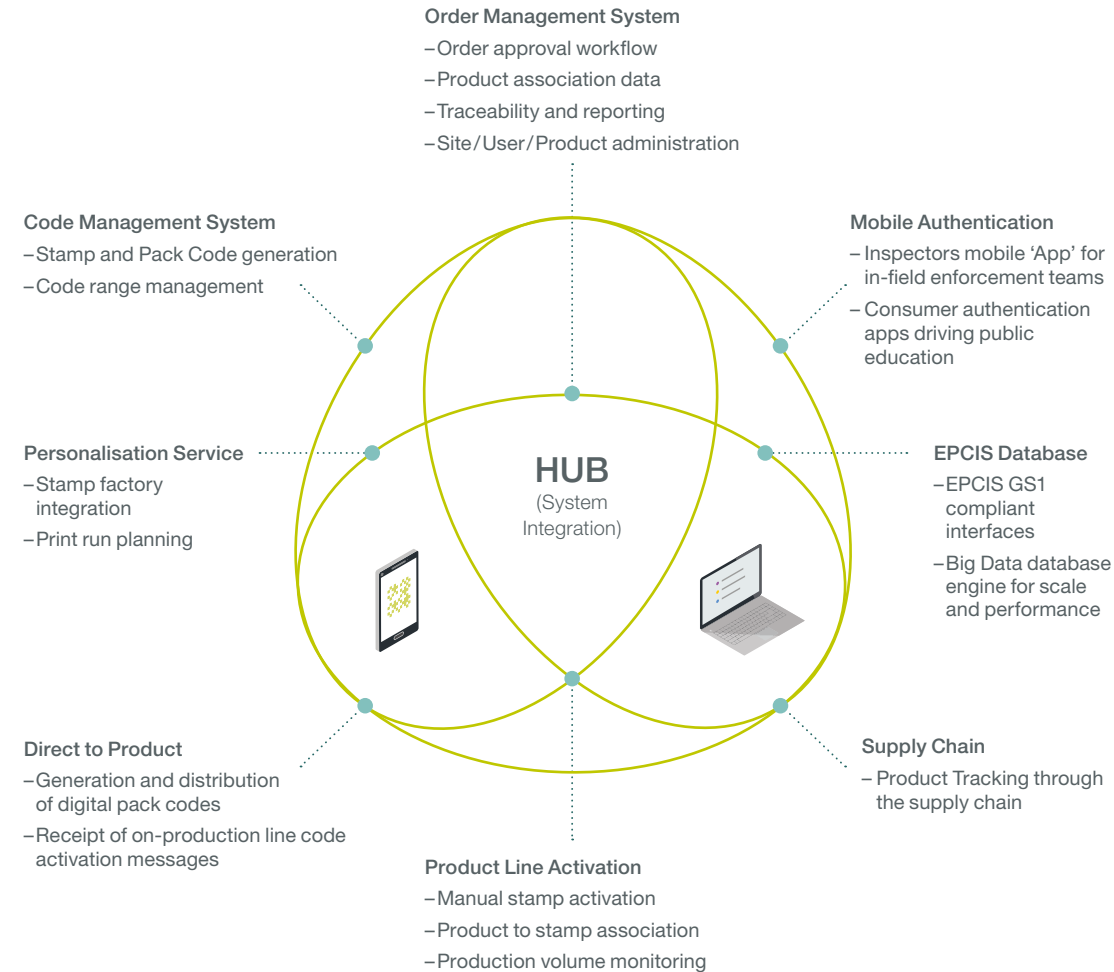 Order Management System
–Order approval workflow
–Product association data
–Traceability and reporting
–Site/User/Product administration
Code Management System
–Stamp and Pack Code generation
–Code range management
Mobile Authentication
– Inspectors mobile ‘App’ for
in-field enforcement teams
– Consumer authentication
apps driving public
education
Personalisation Service
–Stamp factory
integration
–Print run planning
HUB
(System
Integration)
EPCIS Database
–EPCIS GS1
compliant
interfaces
–Big Data database
engine for scale
and performance
Direct to Product
–Generation and distribution
of digital pack codes
–Receipt of on-production line code
activation messages
Supply Chain
– Product Tracking through
the supply chain
Product Line Activation
–Manual stamp activation
–Product to stamp association
–Production volume monitoring